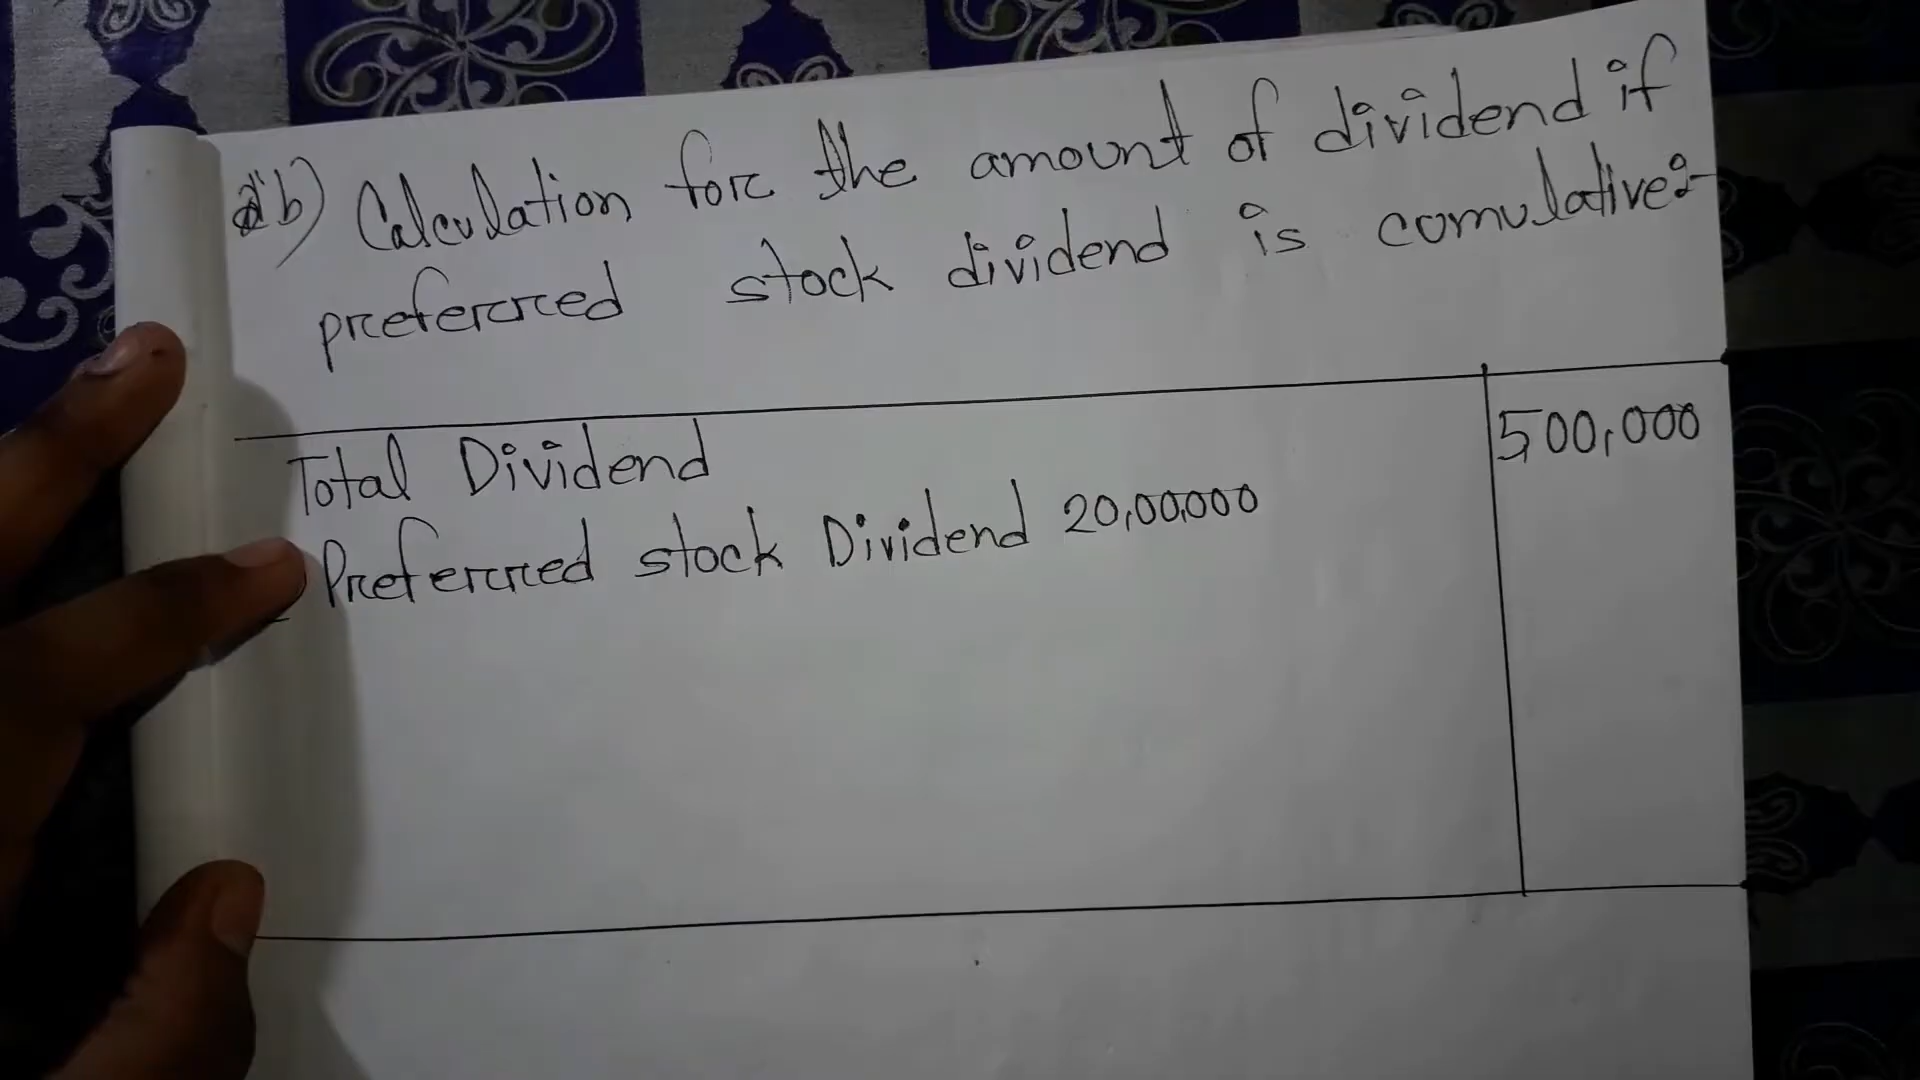 b) Calculation for the amount of dividend if
preferred stock dividend is comulative:-
Total Dividend 500,000
Preferred stock Dividend 20,00,000